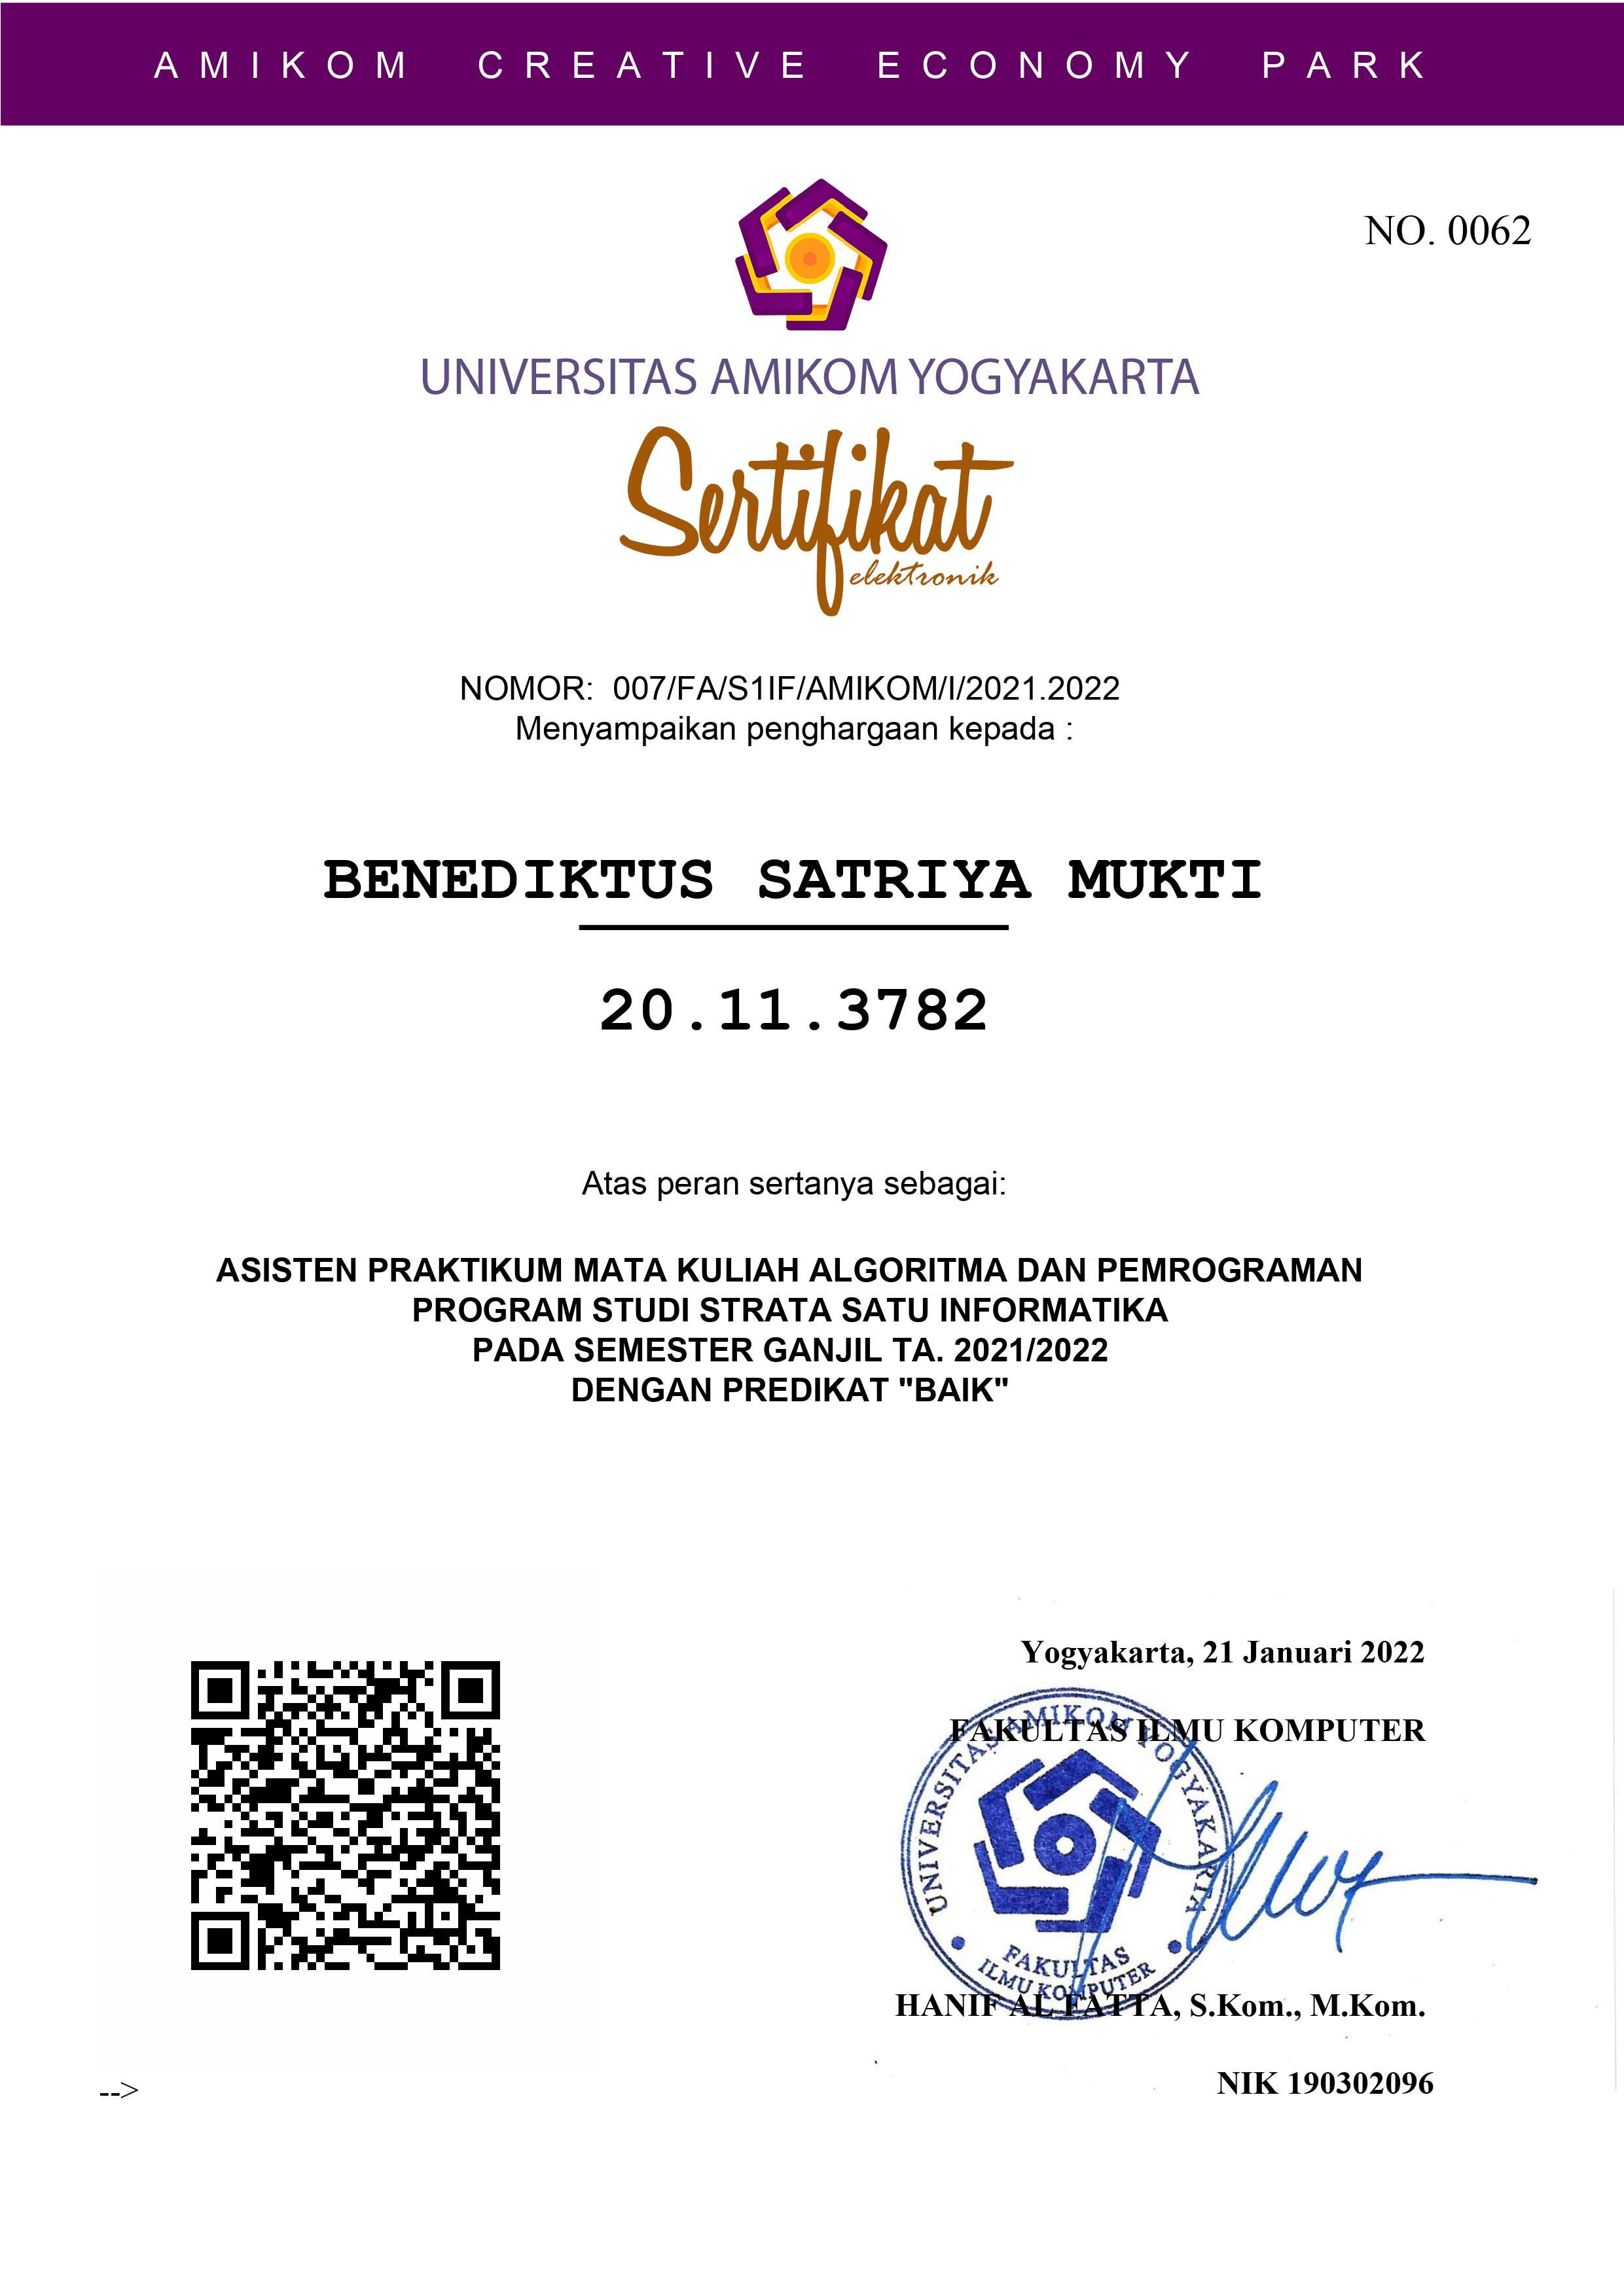 AMIKOM CREATIVE ECONOMY PARK
NO. 0062
UNIVERSITAS AMIKOM YOGYAKARTA
Sertifikat
elektronik
NOMOR: 007/FA/S1IF/AMIKOM/I/2021.2022
Menyampaikan penghargaan kepada :
BENEDIKTUS SATRIYA MUKTI
20.11.3782
Atas peran sertanya sebagai:
ASISTEN PRAKTIKUM MATA KULIAH ALGORITMA DAN PEMROGRAMAN
PROGRAM STUDI STRATA SATU INFORMATIKA
PADA SEMESTER GANJIL TA. 2021/2022
DENGAN PREDIKAT "BAIK"
Yogyakarta, 21 Januari 2022
FAKULTAS ILMU KOMPUTER
UNIVERSITAS AMIKOM YOGYAKARTA
FAKULTAS
ILMU KOMPUTER
HANIF AL FATTA, S.Kom., M.Kom.
NIK 190302096
-->